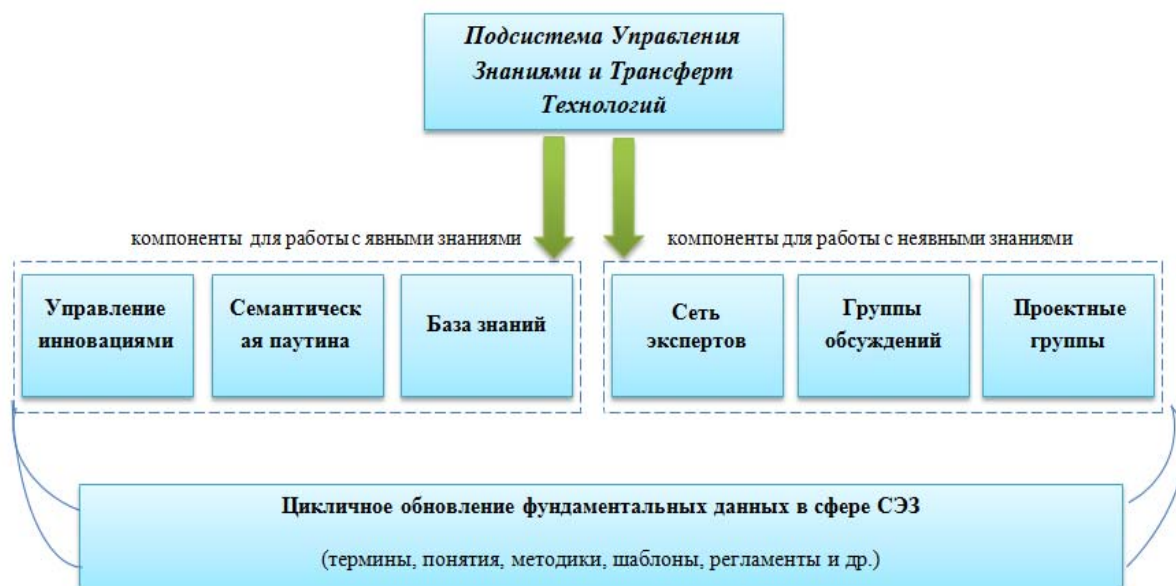 Подсистема Управления
Знаниями и Трансферт
Технологий
компоненты для работы с явными знаниями
компоненты для работы с неявными знаниями
Управление
инновациями
Семантическ
ая паутина
База знаний
Сеть
экспертов
Группы
обсуждений
Проектные
группы
Цикличное обновление фундаментальных данных в сфере СЭЗ
(термины, понятия, методики, шаблоны, регламенты и др.)